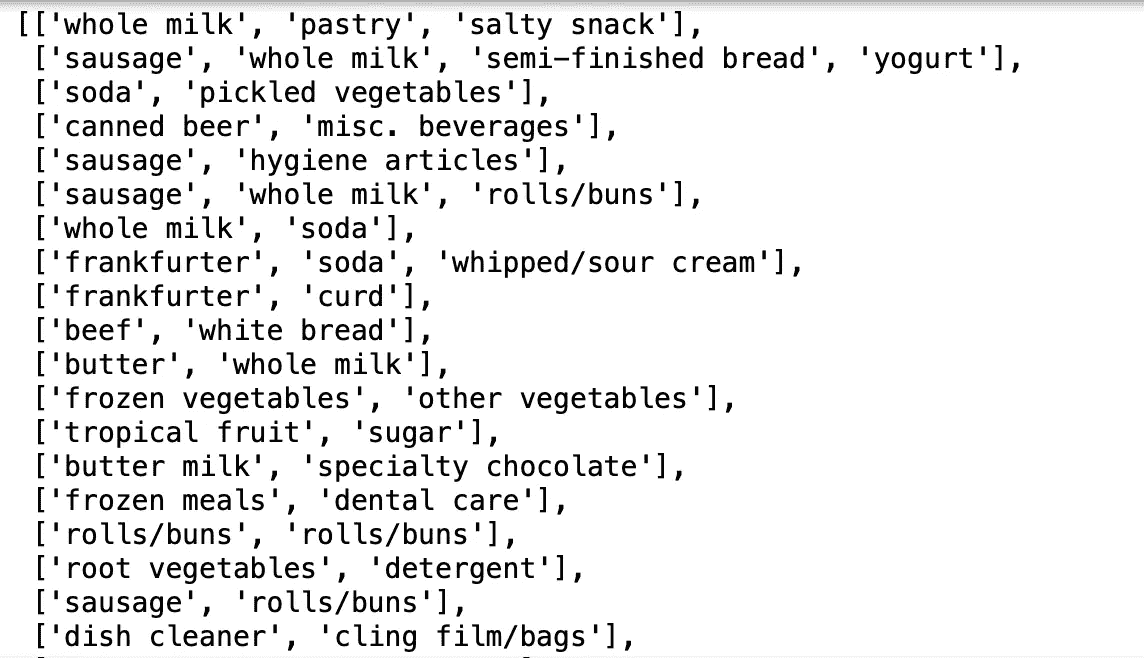 [['whole milk', 'pastry', 'salty snack'],
['sausage', 'whole milk', 'semi-finished bread', 'yogurt'],
['soda', 'pickled vegetables'],
['canned beer', 'misc. beverages'],
['sausage', 'hygiene articles'],
['sausage', 'whole milk', 'rolls/buns'],
['whole milk', 'soda'],
['frankfurter', 'soda', 'whipped/sour cream'],
['frankfurter', 'curd'],
['beef', 'white bread'],
['butter', 'whole milk'],
['frozen vegetables', 'other vegetables'],
['tropical fruit', 'sugar'],
['butter milk', 'specialty chocolate'],
['frozen meals', 'dental care'],
['rolls/buns', 'rolls/buns'],
['root vegetables', 'detergent'],
['sausage', 'rolls/buns'],
['dish cleaner', 'cling film/bags'],